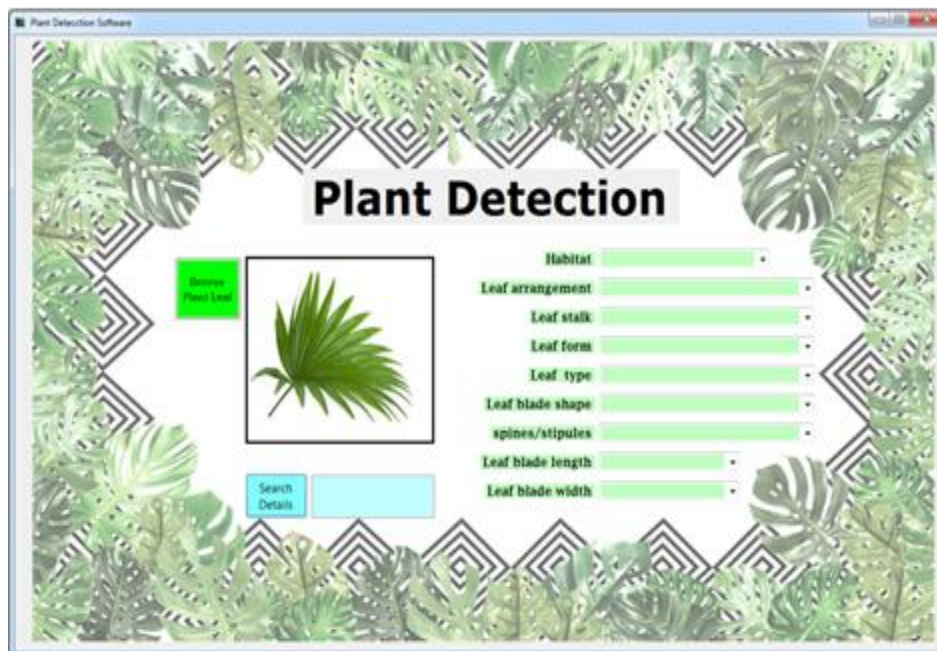 Plant Detection Software
Plant Detection
Browse
Plant Leaf
Habitat
Leaf arrangement
Leaf stalk
Leaf form
Leaf type
Leaf blade shape
spines/stipules
Leaf blade length
Leaf blade width
Search
Details